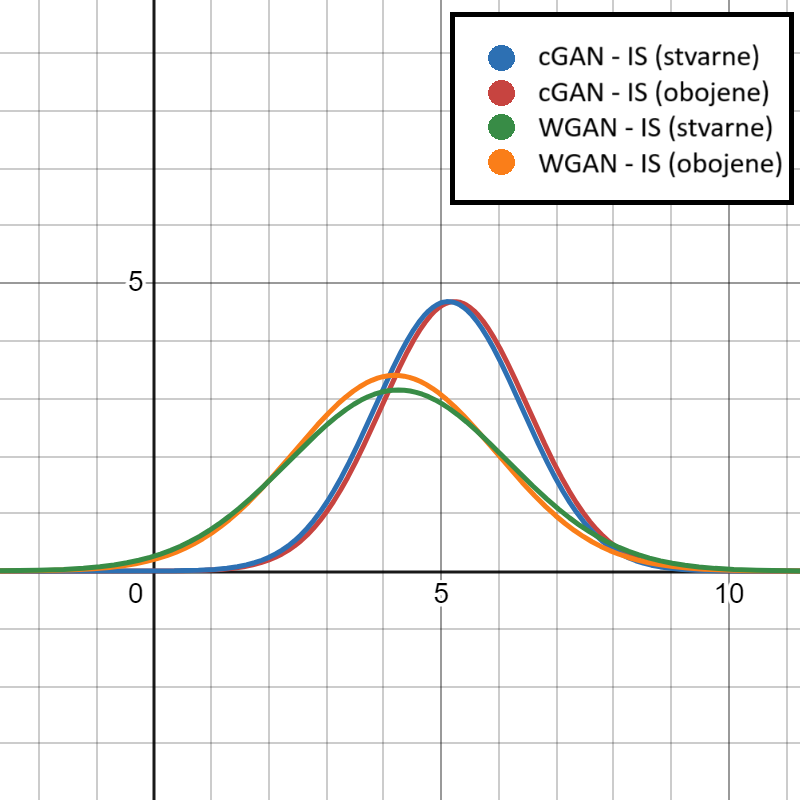 cGAN - IS (stvarne)
cGAN - IS (obojene)
WGAN - IS (stvarne)
WGAN - IS (obojene)
5
0
5
10